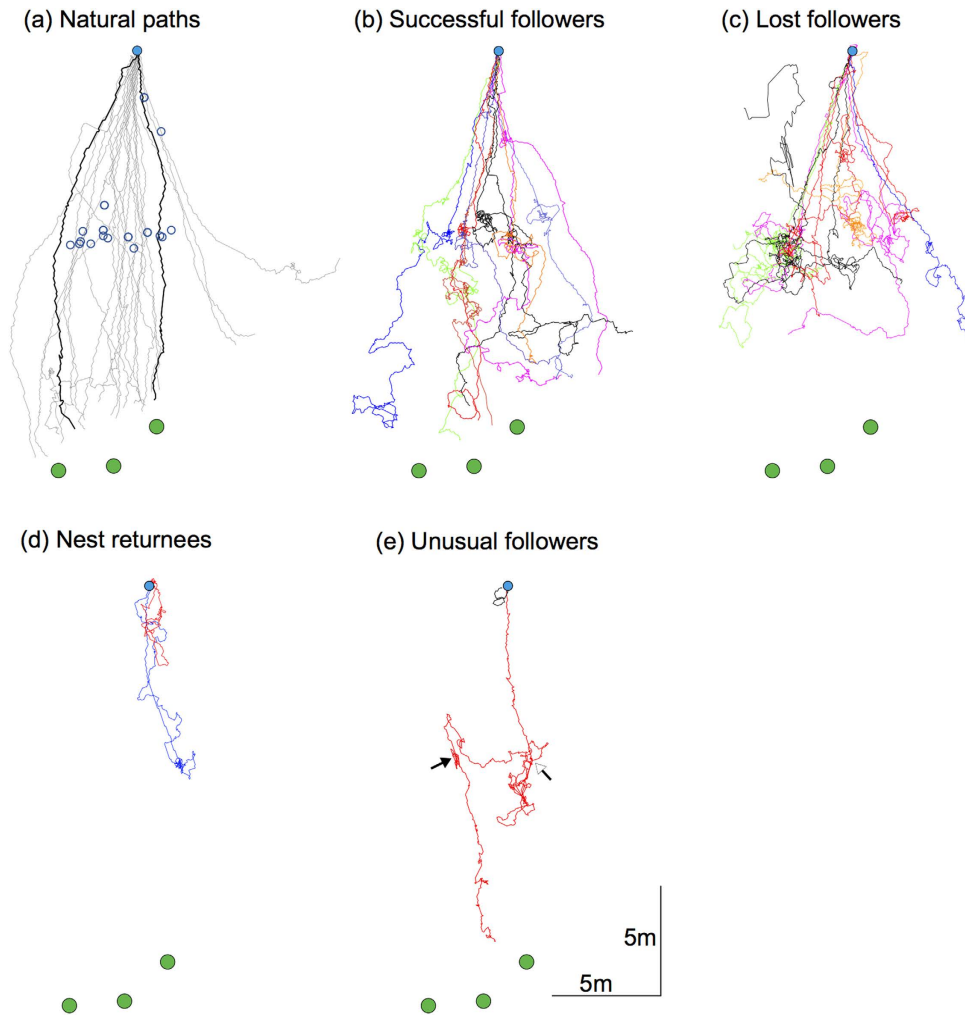 (a) Natural paths
(b) Successful followers
(c) Lost followers
(d) Nest returnees
(e) Unusual followers
5m
5m